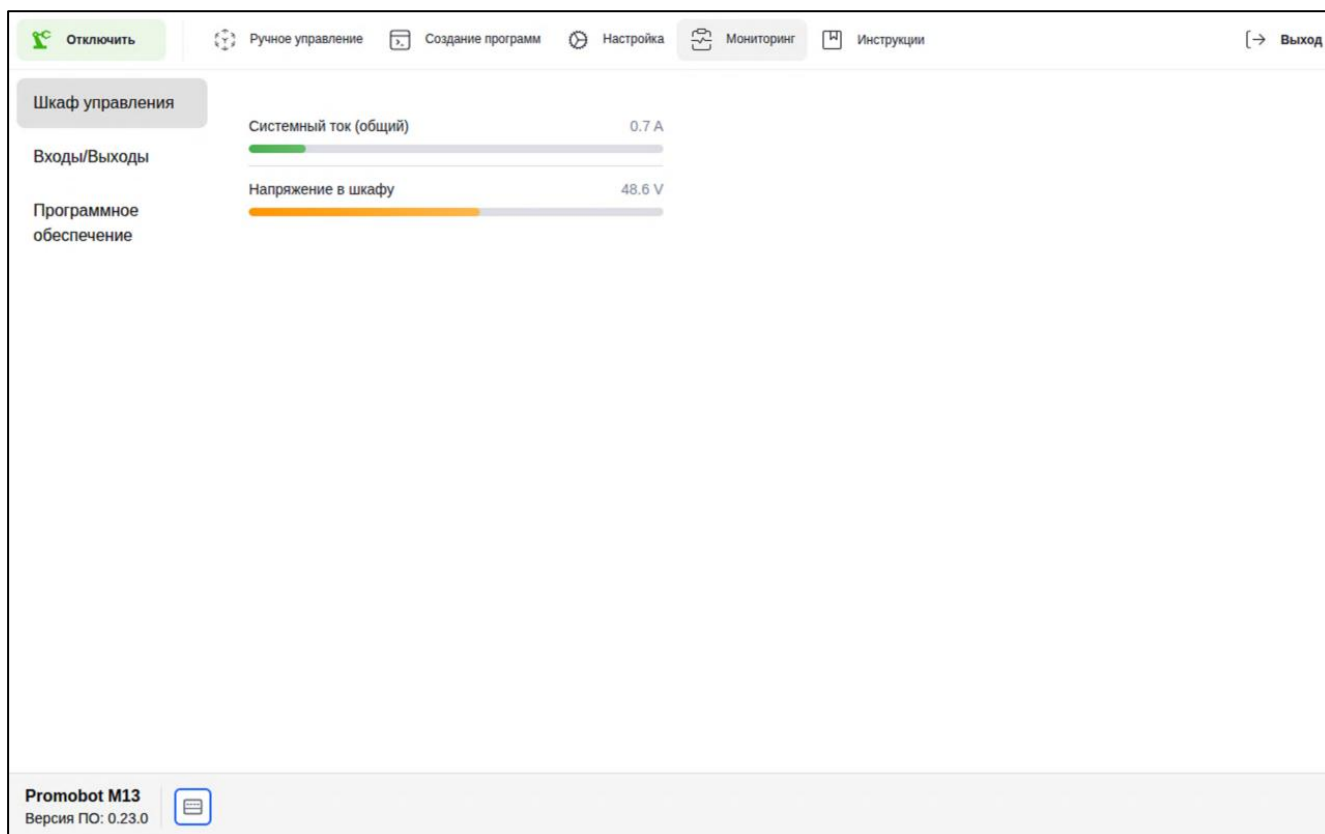 Отключить
Ручное управление
Создание программ
Настройка
Мониторинг
Инструкции
Выход
Шкаф управления
Входы/Выходы
Программное
обеспечение
Системный ток (общий) 0.7 A
Напряжение в шкафу 48.6 V
Promobot M13
Версия ПО: 0.23.0